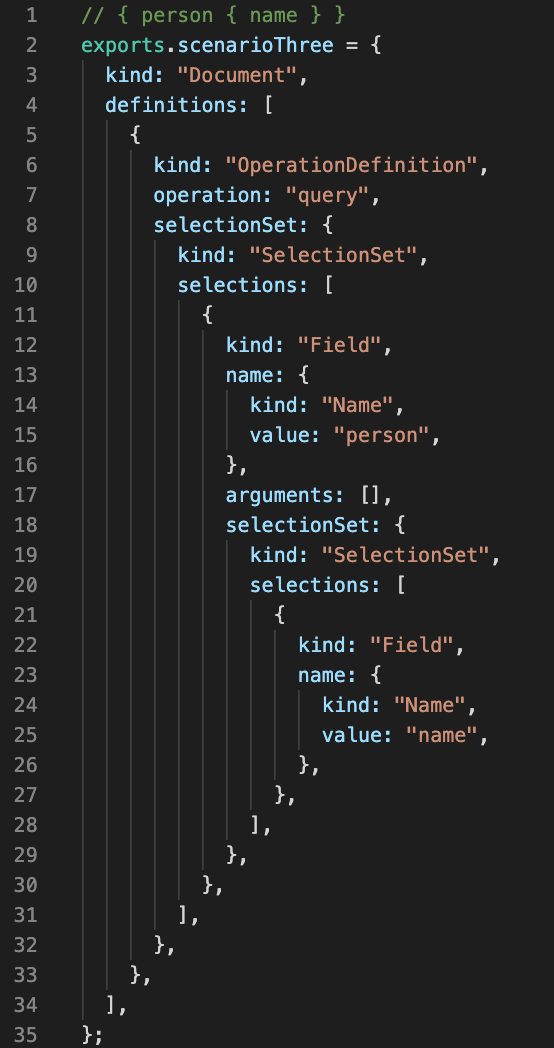 1 // { person { name } }
2 exports.scenarioThree = {
3   kind: "Document",
4   definitions: [
5     {
6       kind: "OperationDefinition",
7       operation: "query",
8       selectionSet: {
9         kind: "SelectionSet",
10         selections: [
11           {
12             kind: "Field",
13             name: {
14               kind: "Name",
15               value: "person",
16             },
17             arguments: [],
18             selectionSet: {
19               kind: "SelectionSet",
20               selections: [
21                 {
22                   kind: "Field",
23                   name: {
24                     kind: "Name",
25                     value: "name",
26                   },
27                 },
28               ],
29             },
30           },
31         ],
32       },
33     },
34   ],
35 };